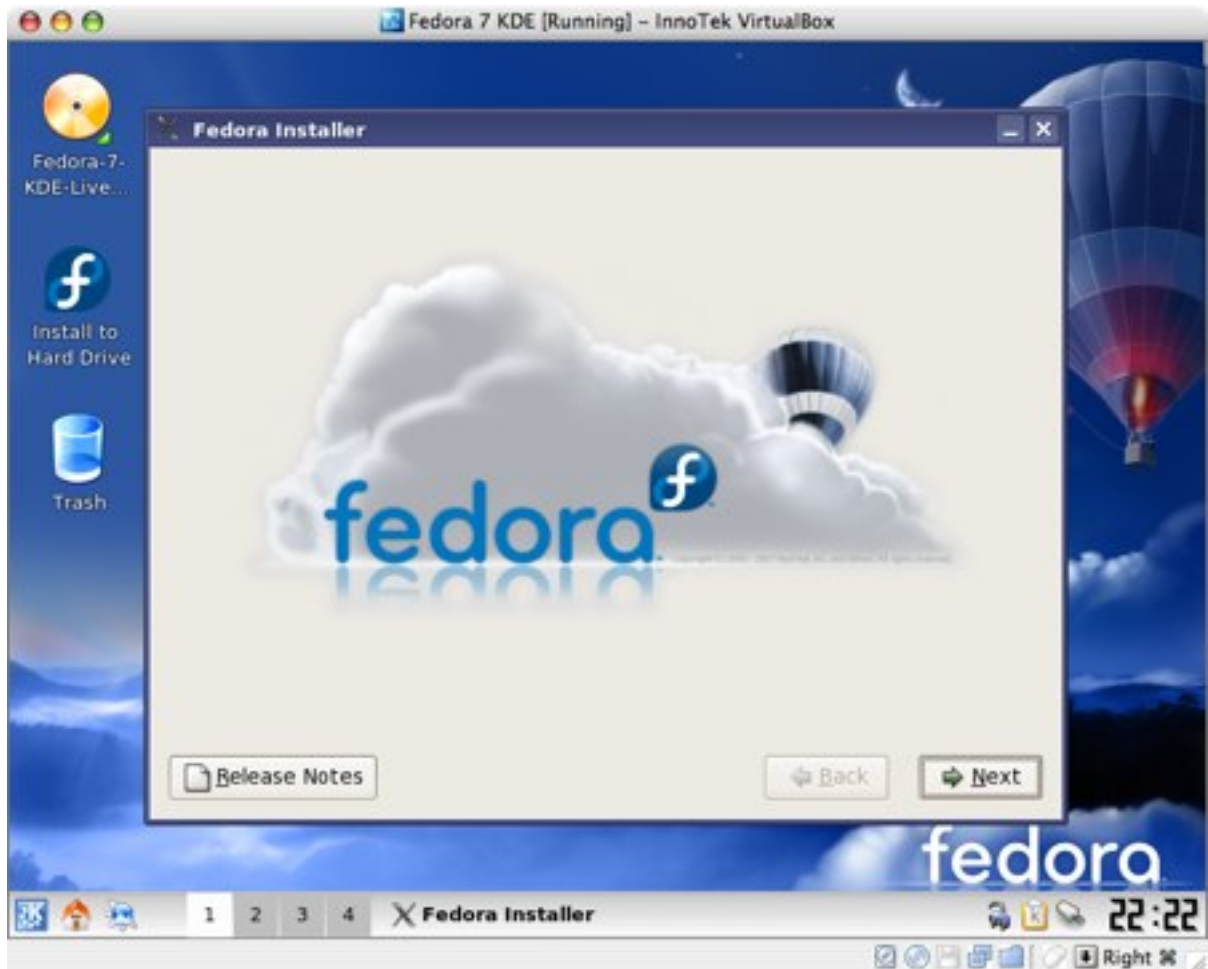 Fedora 7 KDE [Running] – InnoTek VirtualBox
Fedora-7-
KDE-Live....
Install to
Hard Drive
Trash
Fedora Installer
fedora
Release Notes
Back
Next
fedora
1 2 3 4 Fedora Installer
22:22
Right ⌘